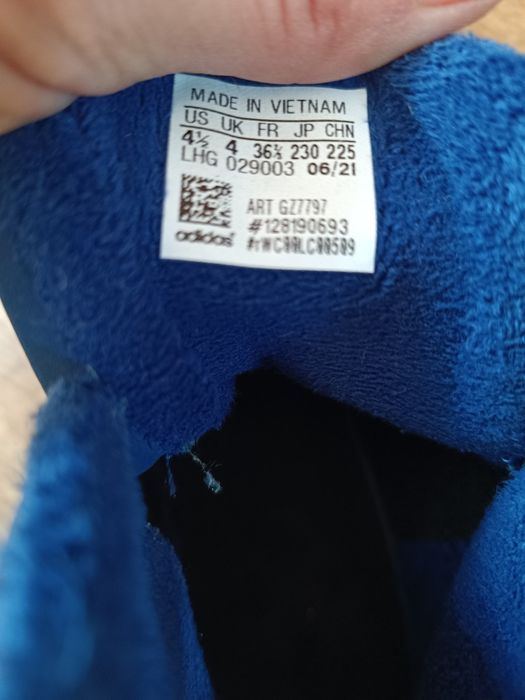 MADE IN VIETNAM
US UK FR JP CHN
4½ 4 36⅔ 230 225
LHG 029003 06/21
ART GZ7797
#128190693
adidas